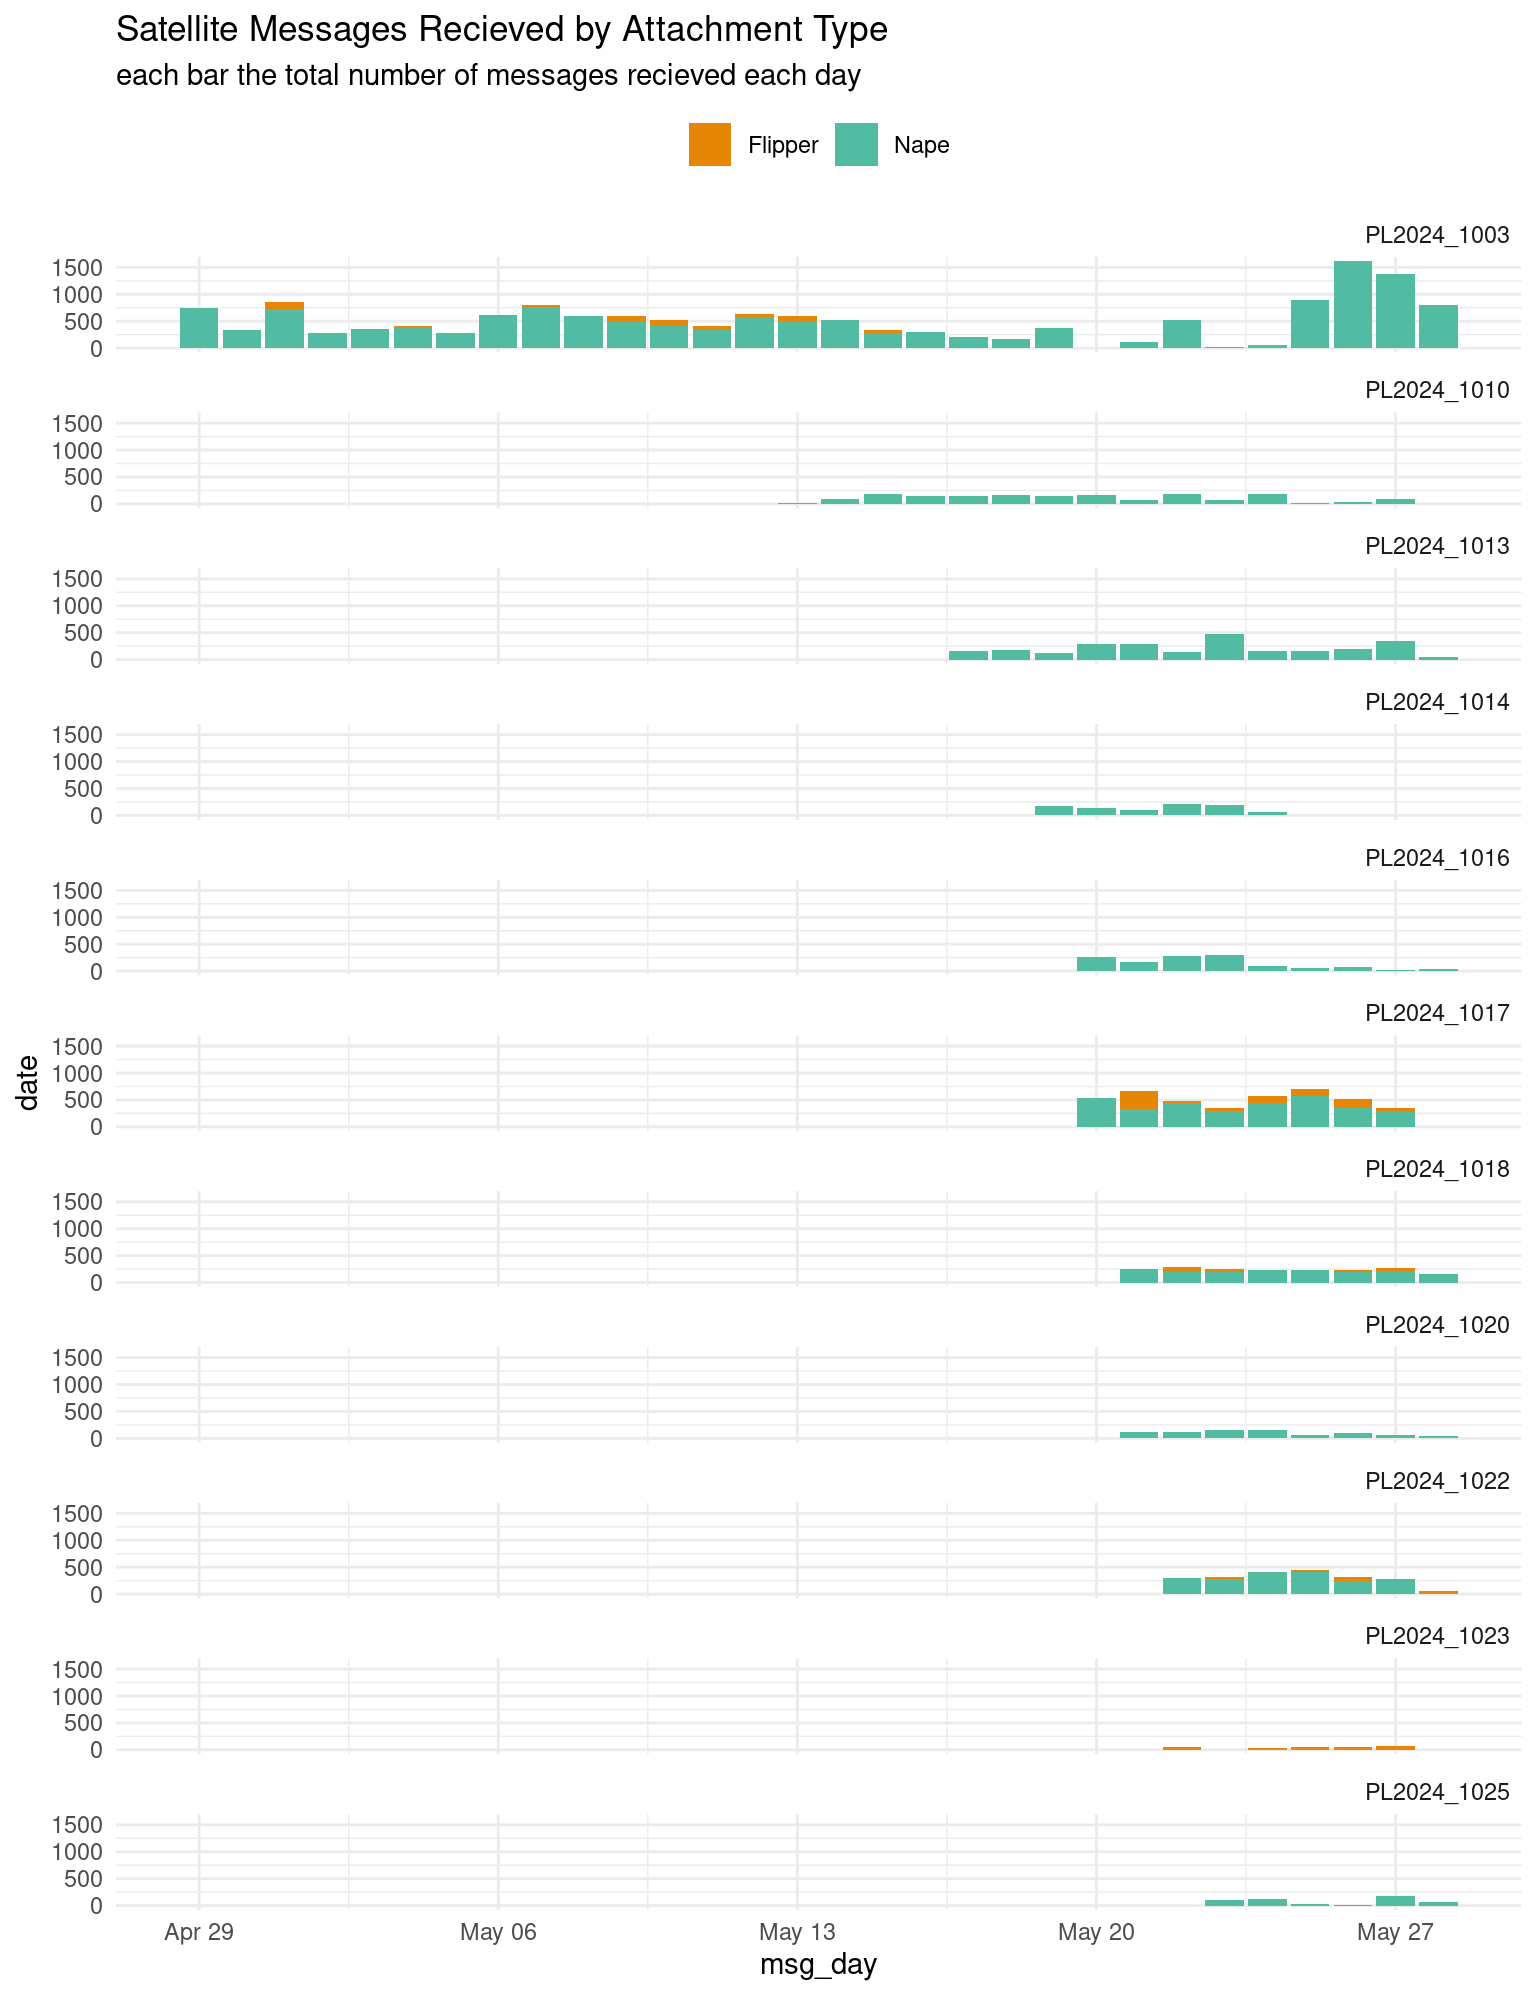 Satellite Messages Recieved by Attachment Type
each bar the total number of messages recieved each day
Flipper Nape
PL2024_1003
1500
1000
500
0
PL2024_1010
1500
1000
500
0
PL2024_1013
1500
1000
500
0
PL2024_1014
1500
1000
500
0
PL2024_1016
1500
1000
500
0
PL2024_1017
1500
1000
500
0
date
PL2024_1018
1500
1000
500
0
PL2024_1020
1500
1000
500
0
PL2024_1022
1500
1000
500
0
PL2024_1023
1500
1000
500
0
PL2024_1025
1500
1000
500
0
Apr 29 May 06 May 13 May 20 May 27
msg_day